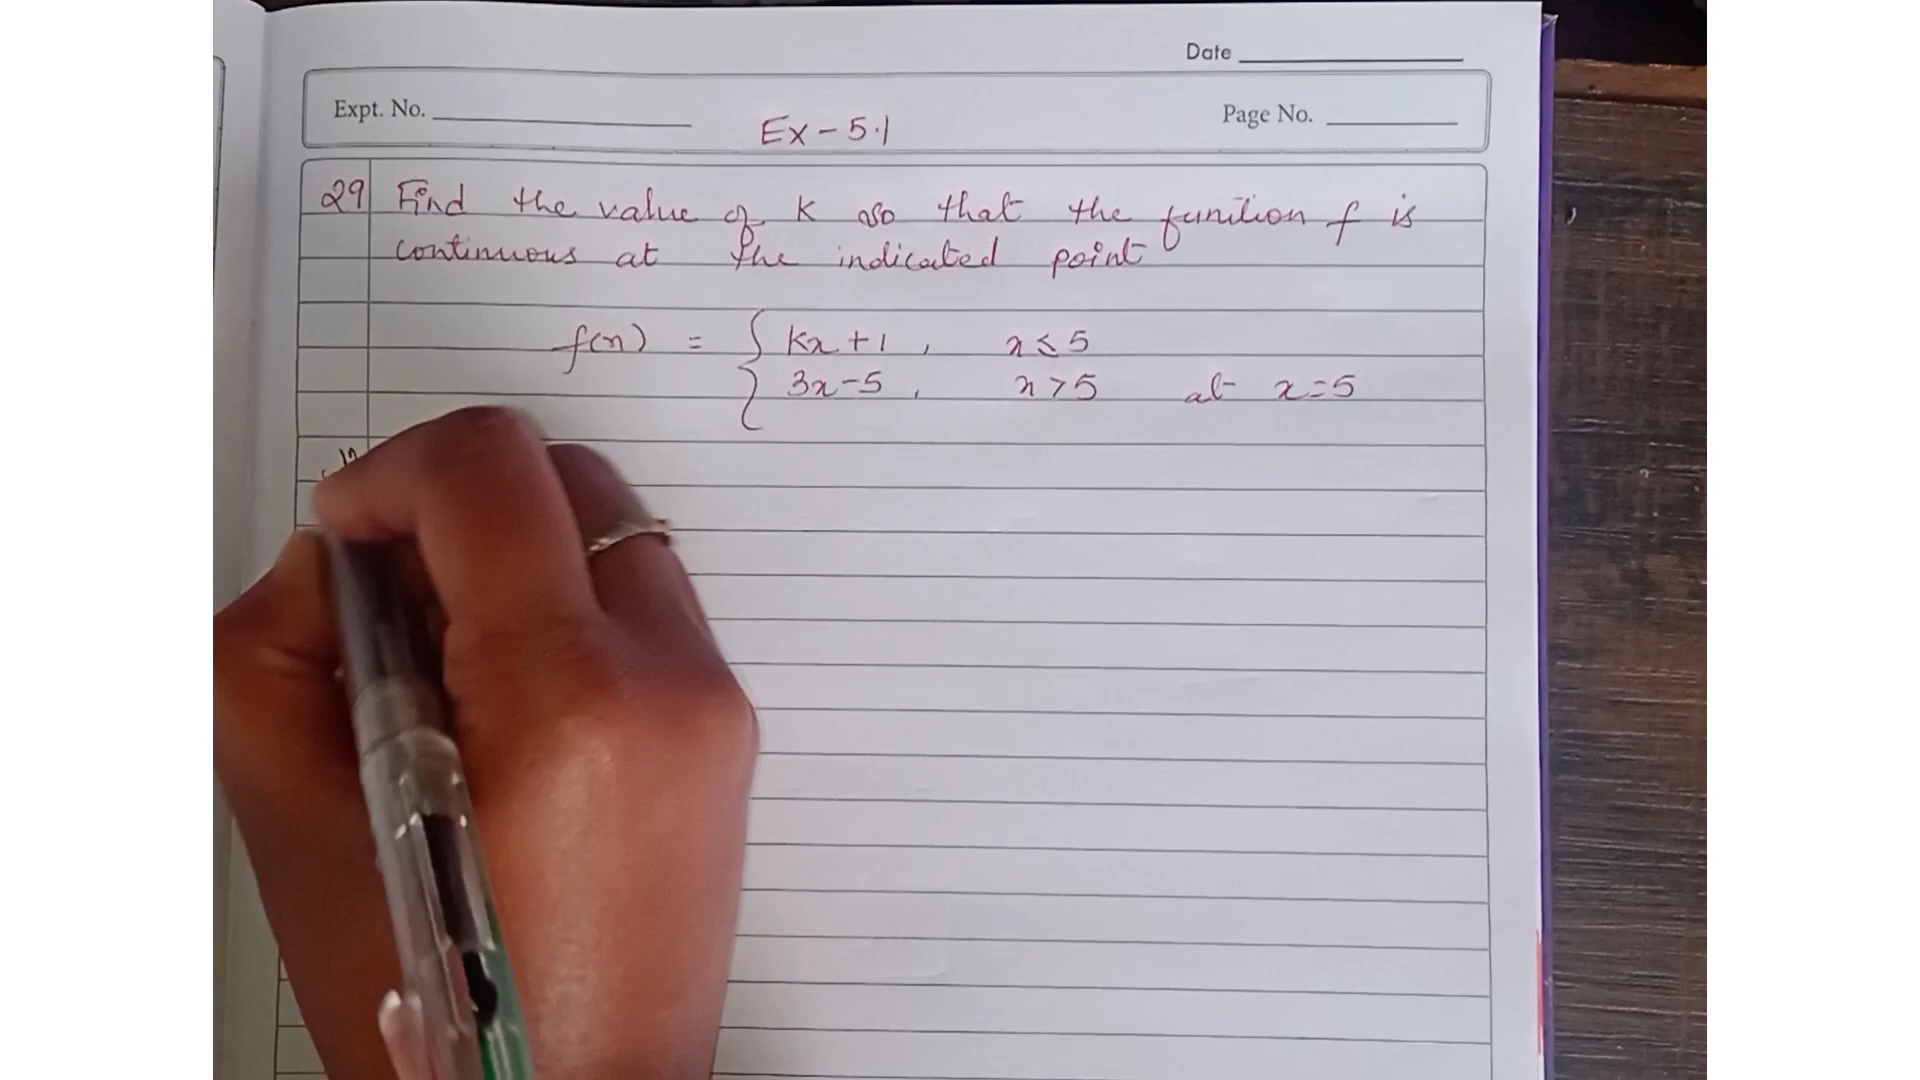 Date
Expt. No.
Page No.
Ex - 5.1
29 Find the value of K so that the function f is
continuous at the indicated point
f(x) = { Kx + 1 , x ≤ 5
3x - 5 , x > 5 at x = 5